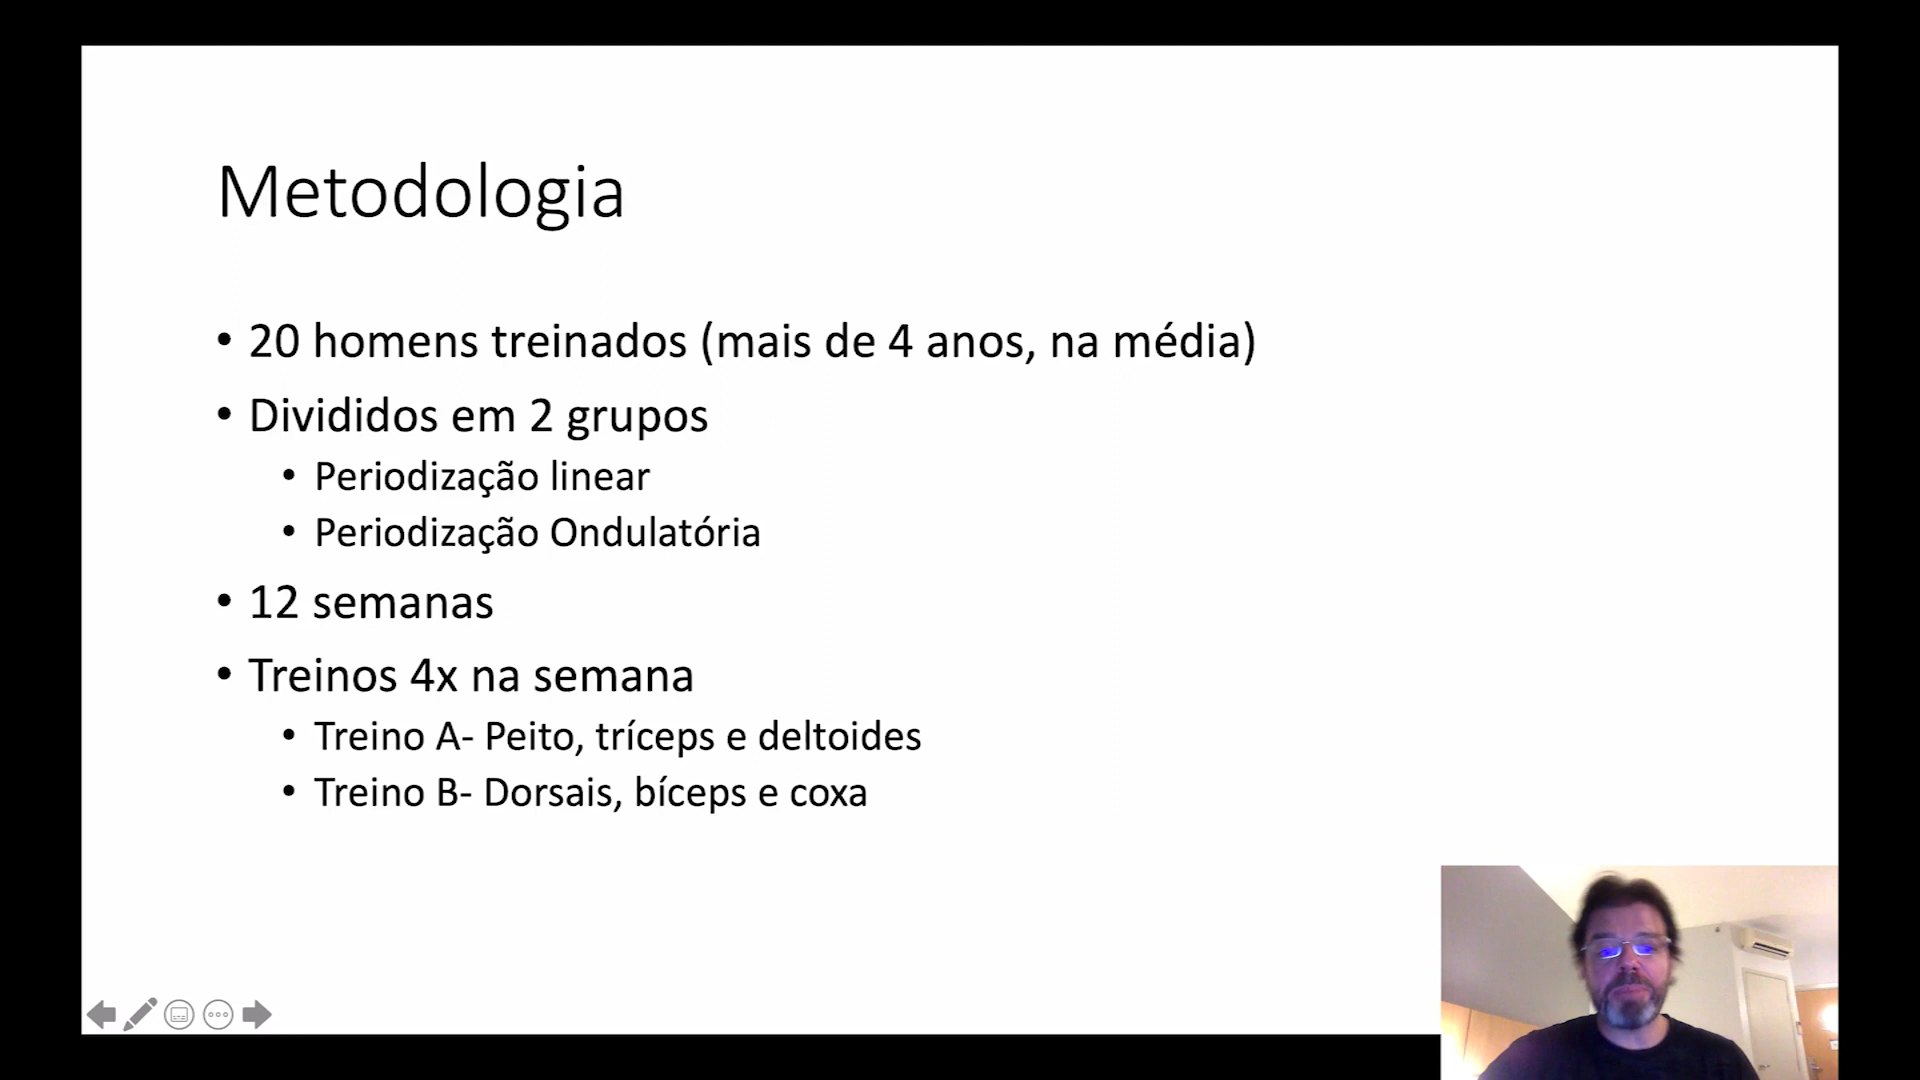 Metodologia
• 20 homens treinados (mais de 4 anos, na média)
• Divididos em 2 grupos
• Periodização linear
• Periodização Ondulatória
• 12 semanas
• Treinos 4x na semana
• Treino A- Peito, tríceps e deltoides
• Treino B- Dorsais, bíceps e coxa